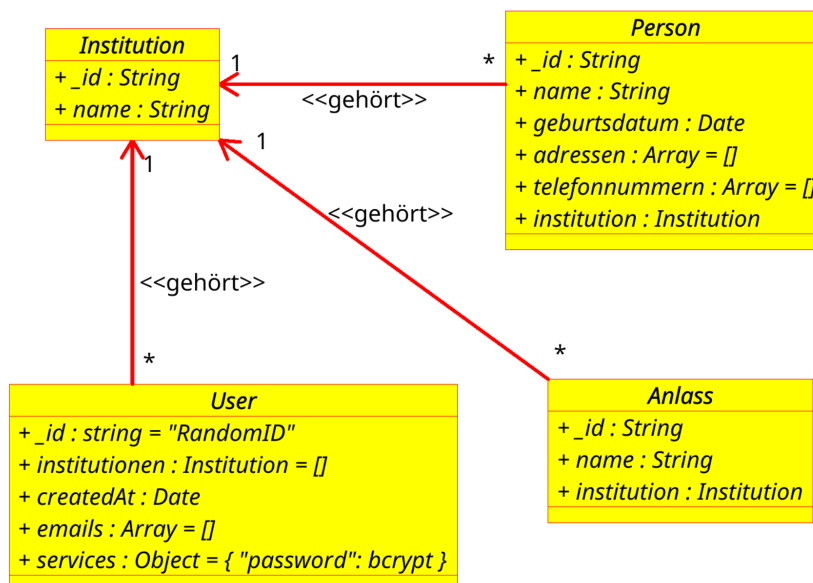 Institution
+ _id : String
+ name : String
1
*
<<gehört>>
Person
+ _id : String
+ name : String
+ geburtsdatum : Date
+ adressen : Array = []
+ telefonnummern : Array = []
+ institution : Institution
1
<<gehört>>
*
1
<<gehört>>
*
User
+ _id : string = "RandomID"
+ institutionen : Institution = []
+ createdAt : Date
+ emails : Array = []
+ services : Object = { "password": bcrypt }
Anlass
+ _id : String
+ name : String
+ institution : Institution